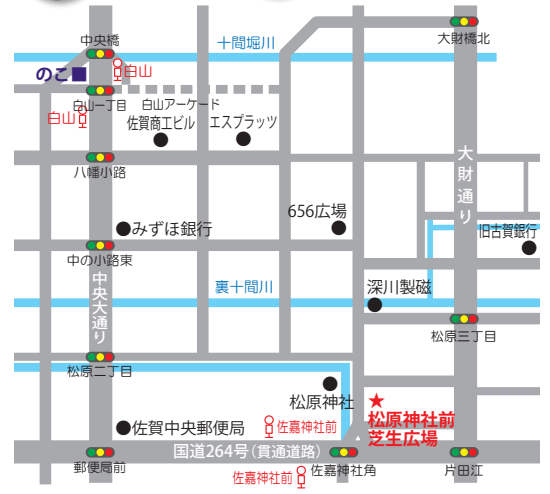 中央橋
十間堀川
大財橋北
のこ
白山
白山一丁目
白山アーケード
白山
佐賀商工ビル
エスプラッツ
八幡小路
大財通り
656広場
みずほ銀行
旧古賀銀行
中の小路東
中央大通り
裏十間川
深川製磁
松原三丁目
松原二丁目
松原神社
★
松原神社前
芝生広場
佐賀中央郵便局
佐嘉神社前
国道264号(貫通道路)
郵便局前
佐嘉神社前
佐嘉神社角
片田江